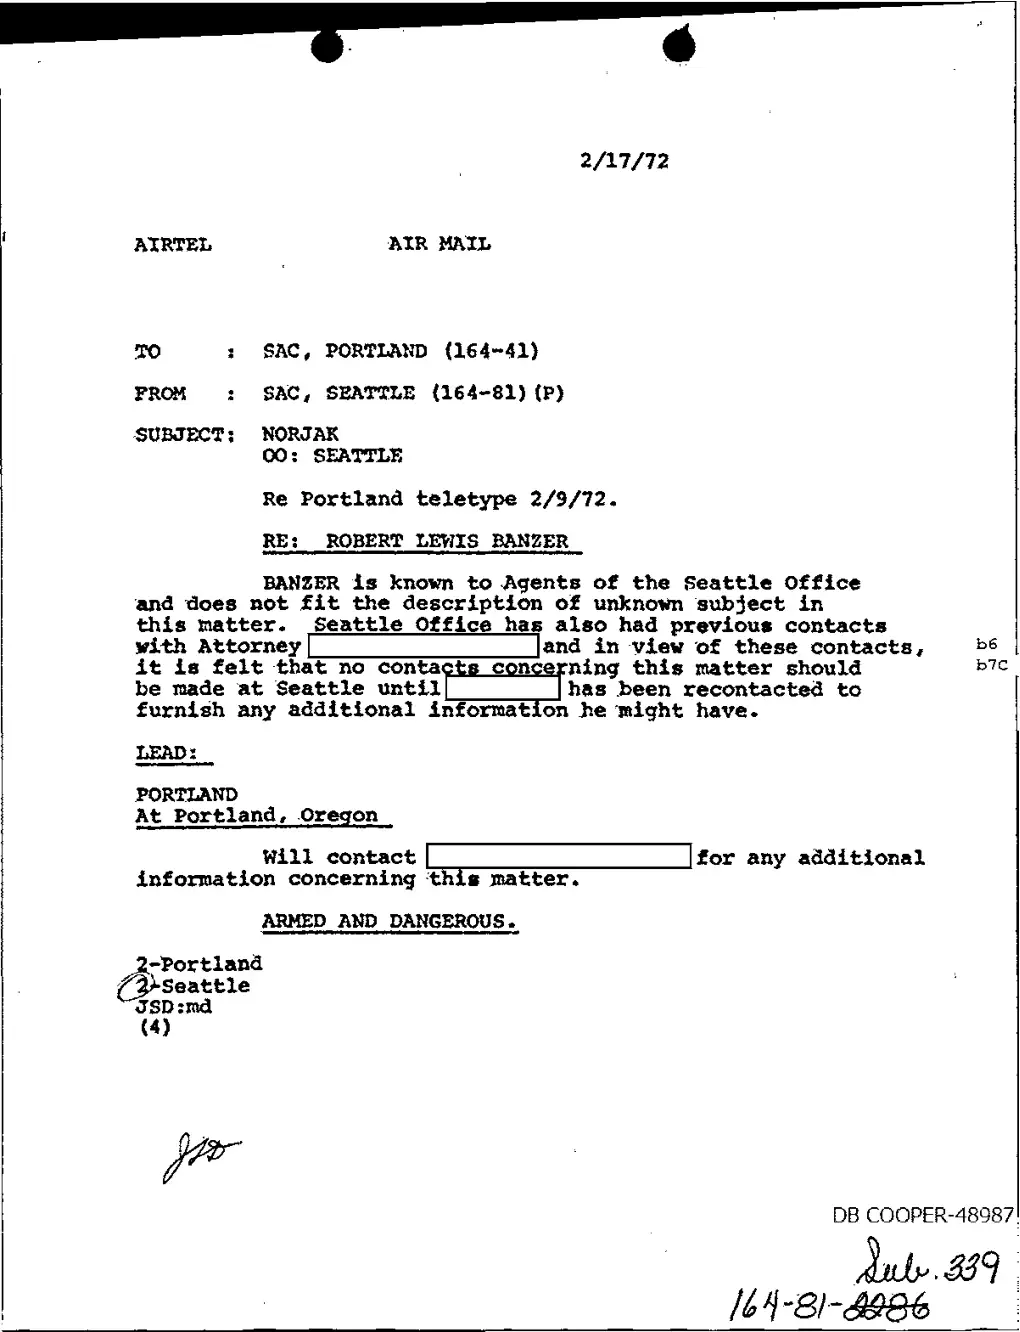 2/17/72
AIRTEL AIR MAIL
TO : SAC, PORTLAND (164-41)
FROM : SAC, SEATTLE (164-81)(P)
SUBJECT: NORJAK
OO: SEATTLE
Re Portland teletype 2/9/72.
RE: ROBERT LEWIS BANZER
BANZER is known to Agents of the Seattle Office
and does not fit the description of unknown subject in
this matter. Seattle Office has also had previous contacts
with Attorney and in view of these contacts, b6
it is felt that no contacts concerning this matter should b7C
be made at Seattle until has been recontacted to
furnish any additional information he might have.
LEAD:
PORTLAND
At Portland, Oregon
Will contact for any additional
information concerning this matter.
ARMED AND DANGEROUS.
2-Portland
2-Seattle
JSD:md
(4)
JSD
DB COOPER-48987
Sub. 339
164-81-2286